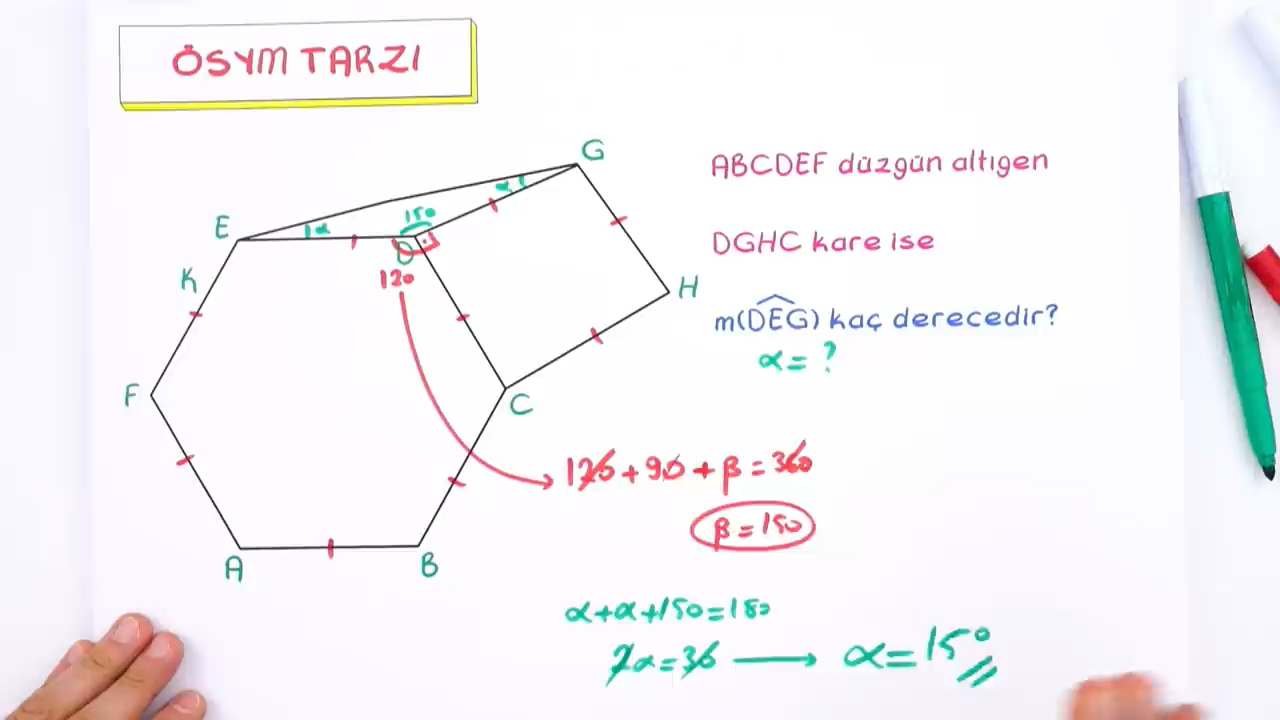 ÖSYM TARZI
G
ABCDEF düzgün altıgen
α
150
E
α
D
DGHC kare ise
K
120
H
m(DEG) kaç derecedir?
α = ?
F
C
120 + 90 + β = 360
β = 150
A
B
α+α+150=180
2α=30 → α=15°